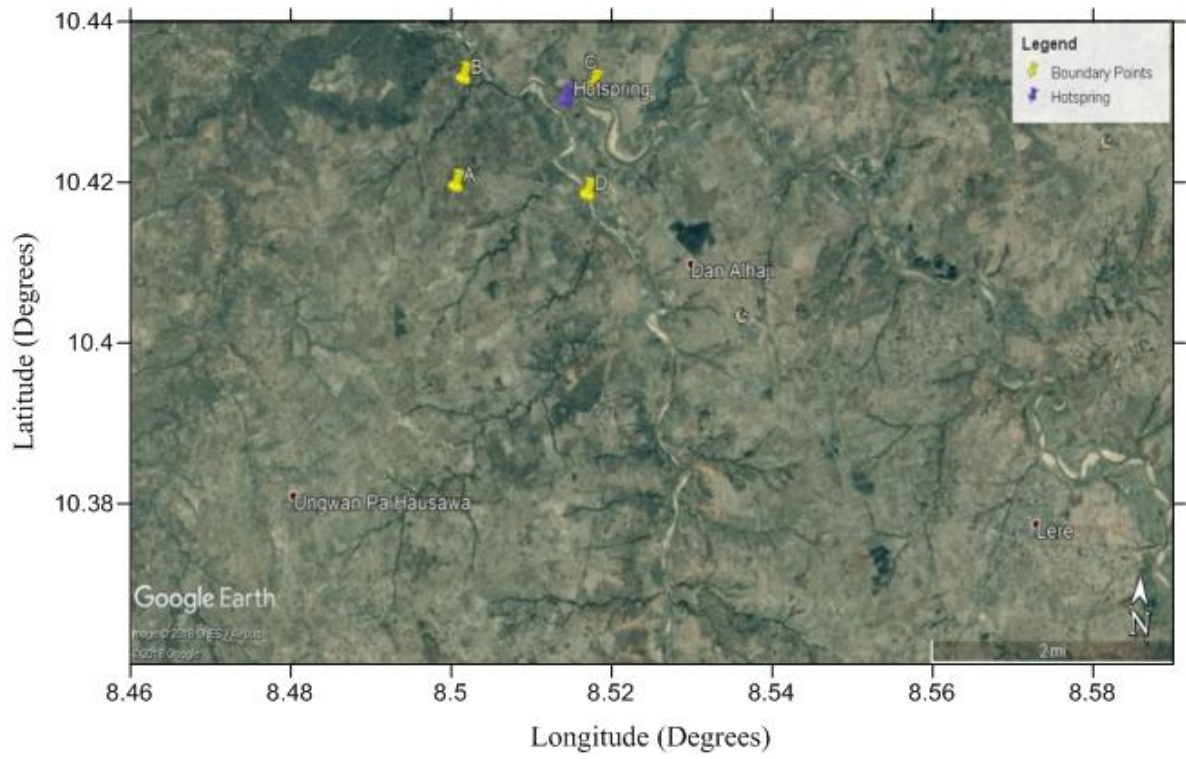 10.44
10.42
10.4
10.38
Latitude (Degrees)
B
C
Hotspring
A
D
Dan Alhaji
Ungwan Pa Hausawa
Lere
Legend
Boundary Points
Hotspring
Google Earth
N
2 mi
8.46 8.48 8.5 8.52 8.54 8.56 8.58
Longitude (Degrees)